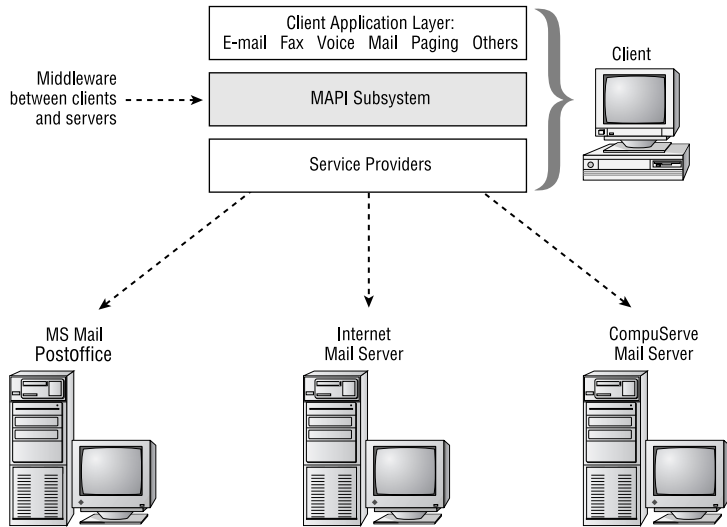 Client Application Layer:
E-mail Fax Voice Mail Paging Others
Client
Middleware
between clients
and servers
MAPI Subsystem
Service Providers
MS Mail
Postoffice
Internet
Mail Server
CompuServe
Mail Server